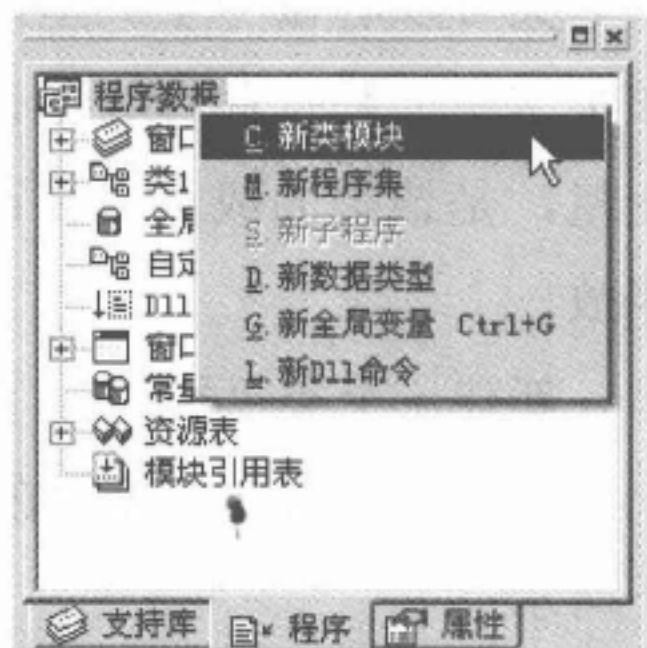 程序数据
窗口
C.新类模块
类1
M.新程序集
全局
S.新子程序
自定
D.新数据类型
Dll
G.新全局变量 Ctrl+G
窗口
L.新Dll命令
常量
资源表
模块引用表
支持库 程序 属性